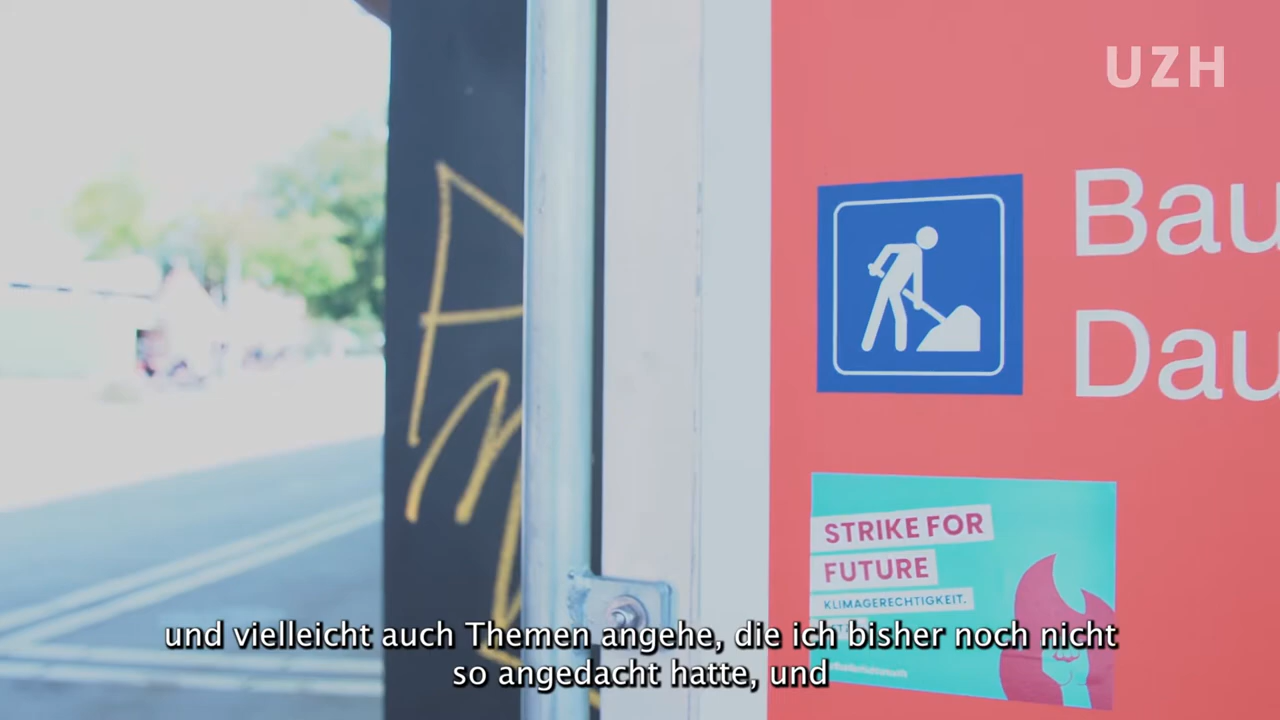 UZH
Bau
Dau
STRIKE FOR
FUTURE
KLIMAGERECHTIGKEIT.
und vielleicht auch Themen angehe, die ich bisher noch nicht
so angedacht hatte, und